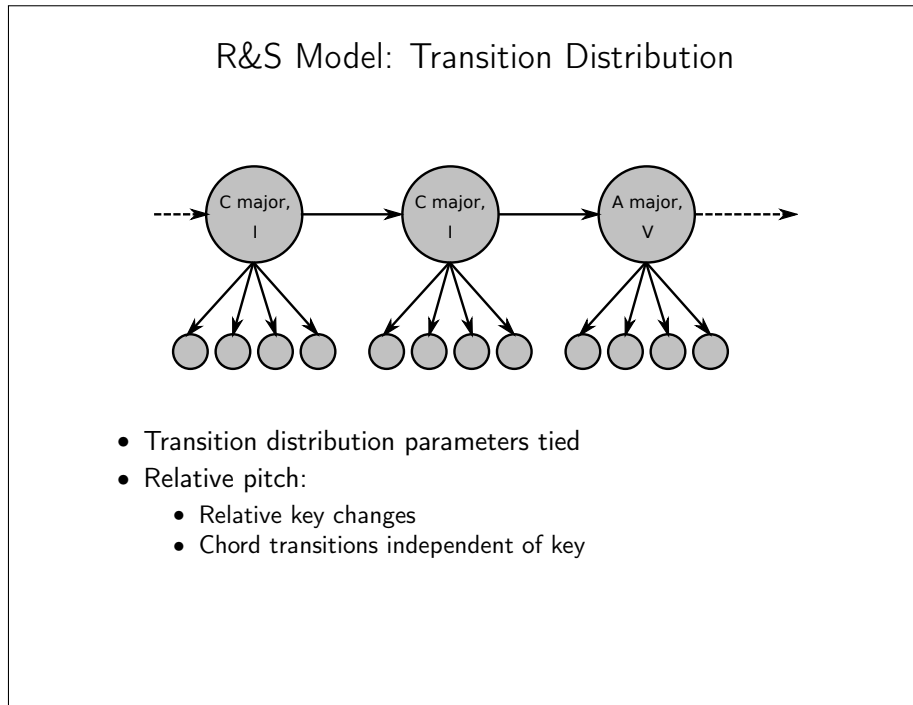 R&S Model: Transition Distribution
C major,
I
C major,
I
A major,
V
• Transition distribution parameters tied
• Relative pitch:
• Relative key changes
• Chord transitions independent of key